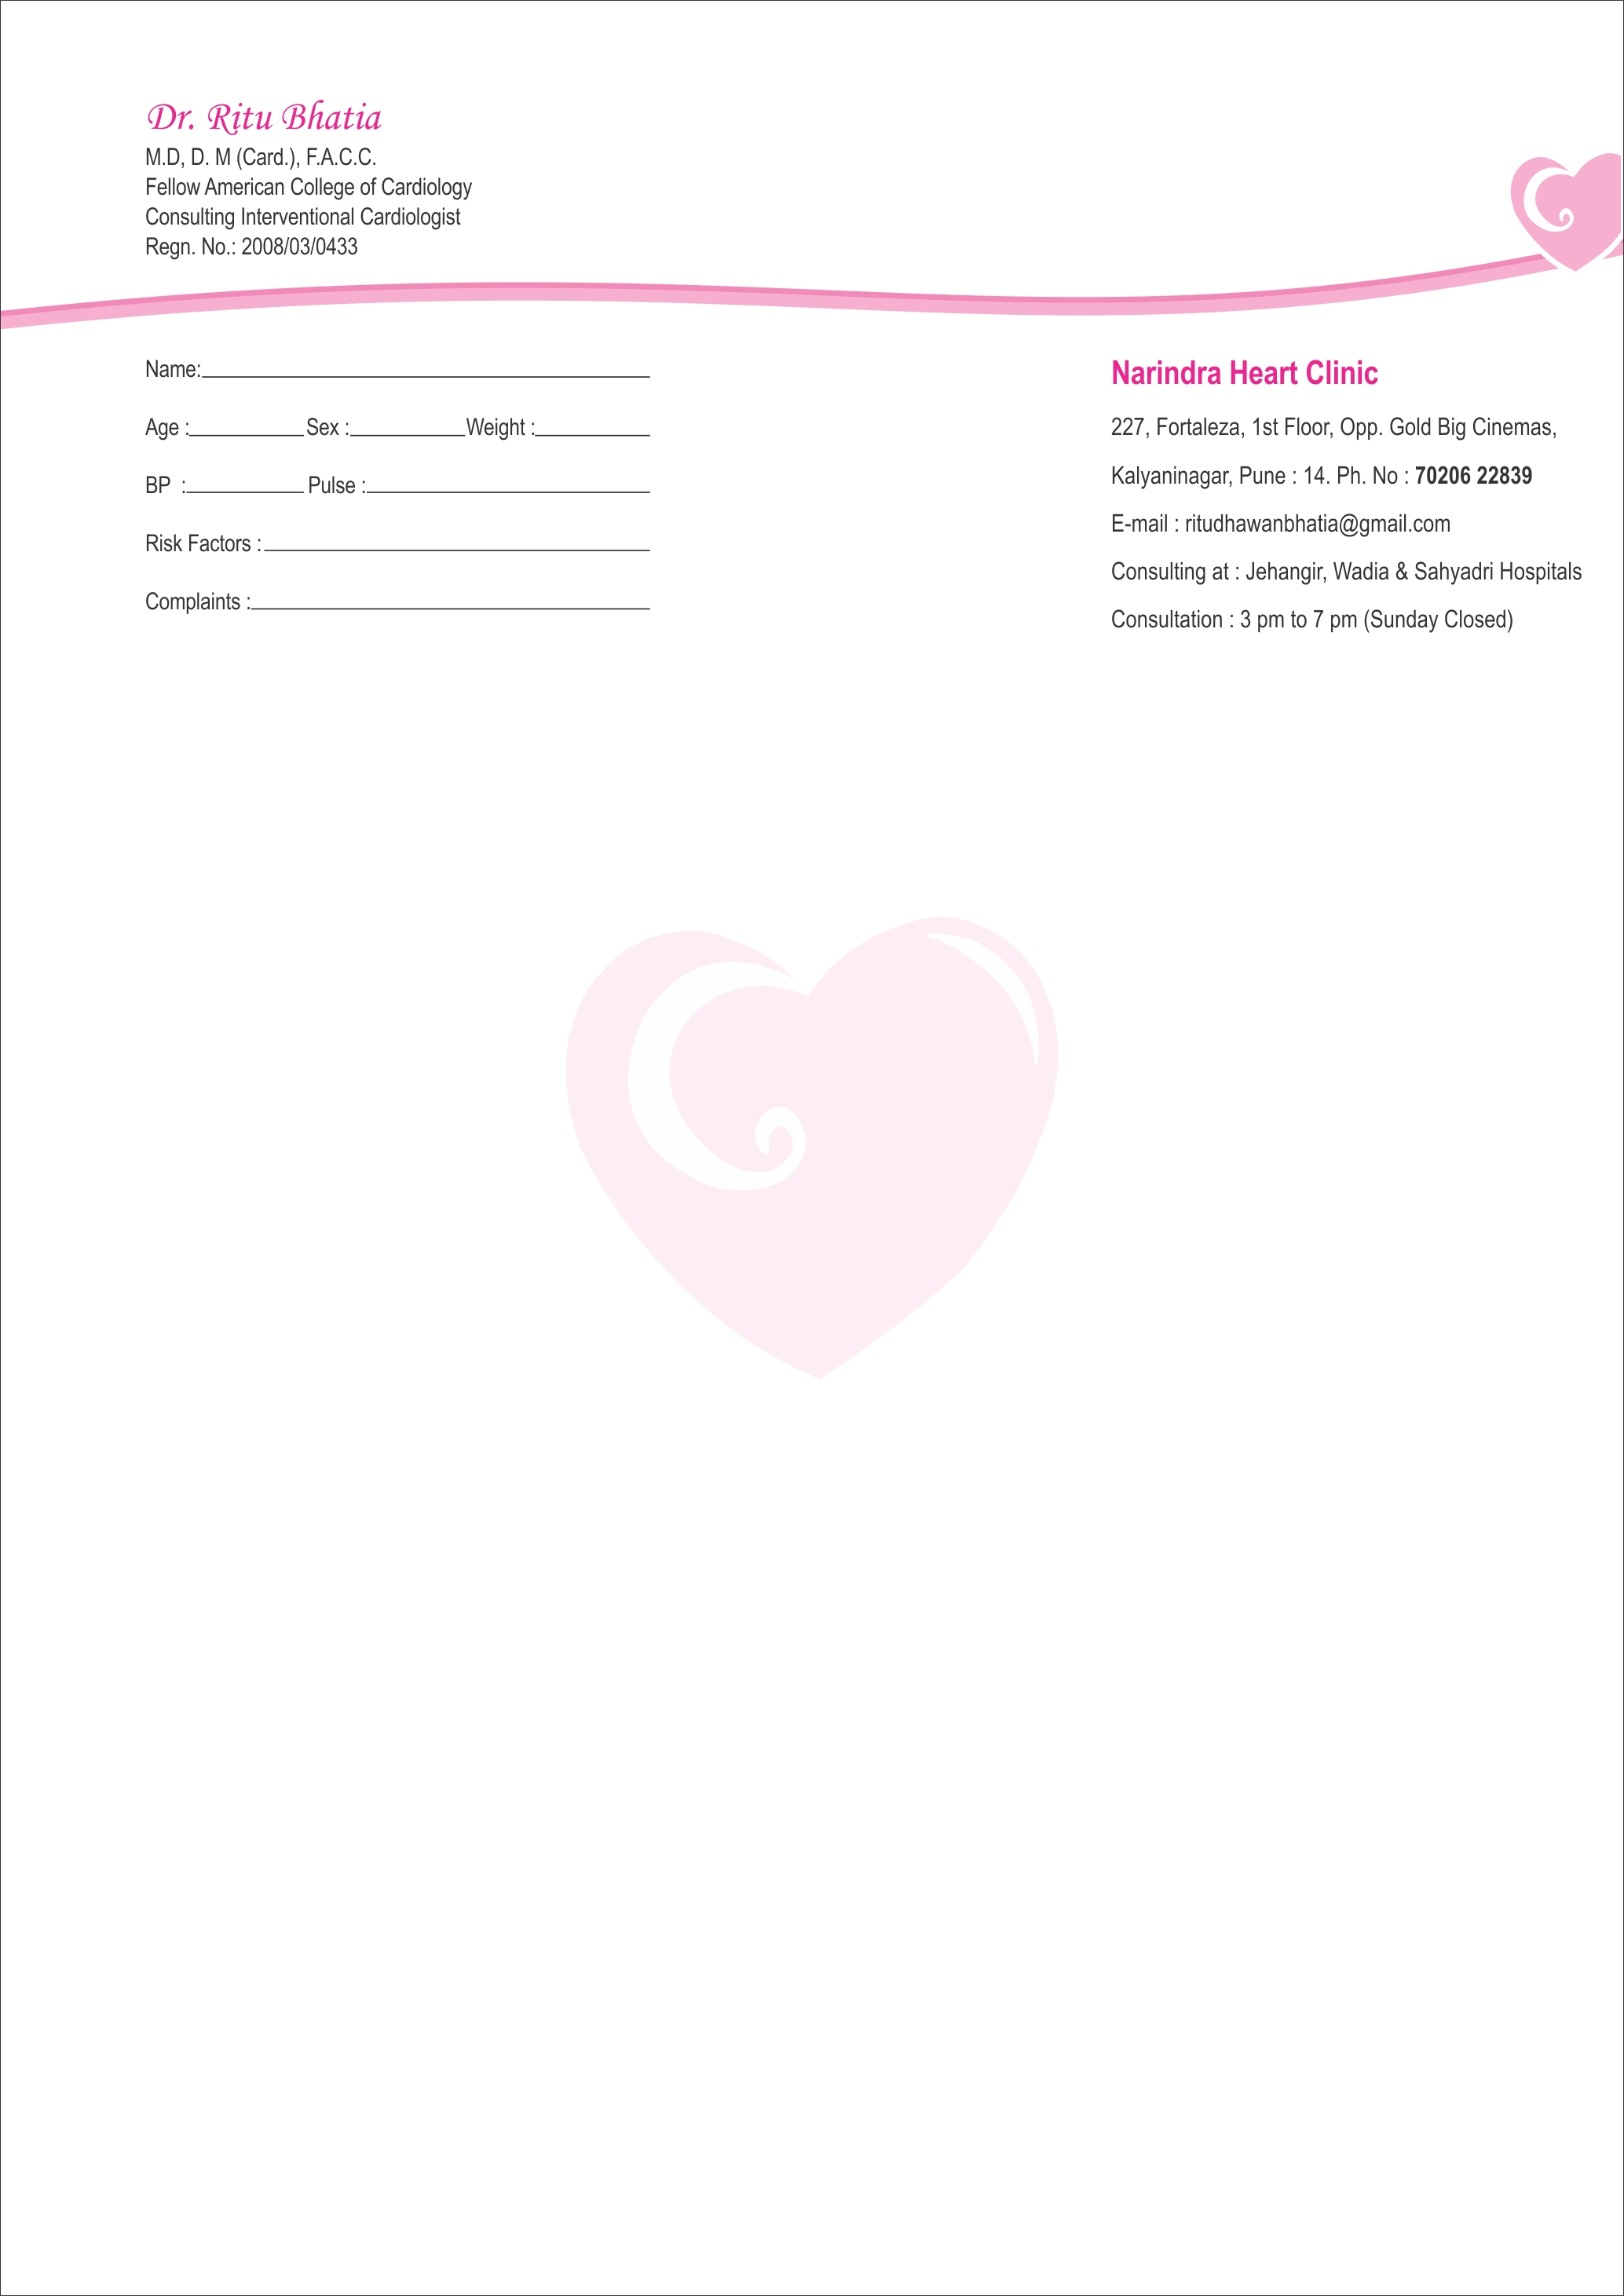 Dr. Ritu Bhatia
M.D, D. M (Card.), F.A.C.C.
Fellow American College of Cardiology
Consulting Interventional Cardiologist
Regn. No.: 2008/03/0433
Name:
Age : Sex : Weight :
BP : Pulse :
Risk Factors :
Complaints :
Narindra Heart Clinic
227, Fortaleza, 1st Floor, Opp. Gold Big Cinemas,
Kalyaninagar, Pune : 14. Ph. No : 70206 22839
E-mail : ritudhawanbhatia@gmail.com
Consulting at : Jehangir, Wadia & Sahyadri Hospitals
Consultation : 3 pm to 7 pm (Sunday Closed)